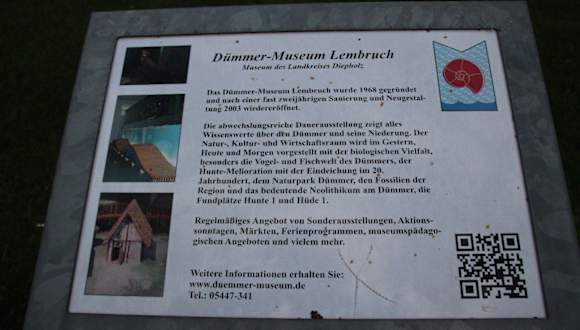 Dümmer-Museum Lembruch
Museum des Landkreises Diepholz
Das Dümmer-Museum Lembruch wurde 1968 gegründet
und nach einer fast zweijährigen Sanierung und Neugestal-
tung 2003 wiedereröffnet.
Die abwechslungsreiche Dauerausstellung zeigt alles
Wissenswerte über den Dümmer und seine Niederung. Der
Natur-, Kultur- und Wirtschaftsraum wird im Gestern,
Heute und Morgen vorgestellt mit der biologischen Vielfalt,
besonders die Vogel- und Fischwelt des Dümmers, der
Hunte-Melioration mit der Eindeichung im 20.
Jahrhundert, dem Naturpark Dümmer, den Fossilien der
Region und das bedeutende Neolithikum am Dümmer, die
Fundplätze Hunte 1 und Hüde 1.
Regelmäßiges Angebot von Sonderausstellungen, Aktions-
sonntagen, Märkten, Ferienprogrammen, museumspädago-
gischen Angeboten und vielem mehr.
Weitere Informationen erhalten Sie:
www.duemmer-museum.de
Tel.: 05447-341